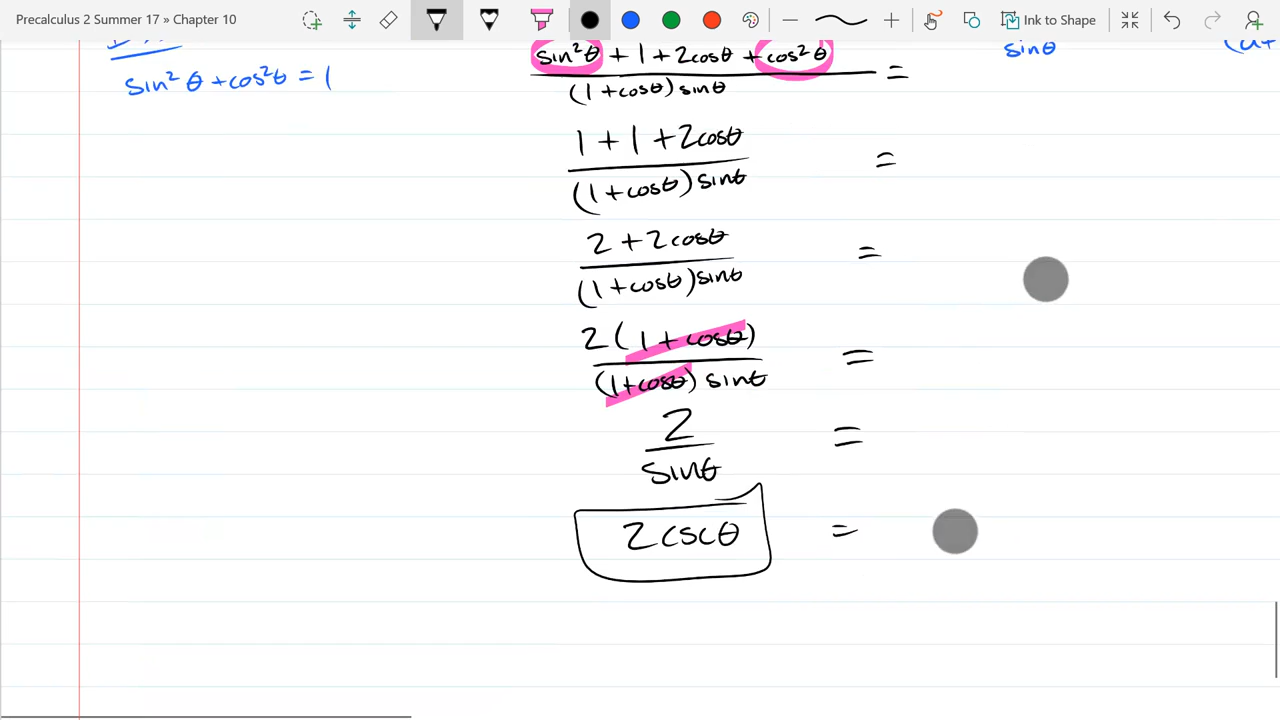 Precalculus 2 Summer 17 » Chapter 10
Ink to Shape
sin²θ + cos²θ = 1
sin²θ + 1 + 2cosθ + cos²θ =
(1+cosθ) sinθ
sinθ
1 + 1 + 2cosθ =
(1+cosθ) sinθ
2 + 2cosθ =
(1+cosθ) sinθ
2 (1 + cosθ) =
(1+cosθ) sinθ
2 =
sinθ
2cscθ =